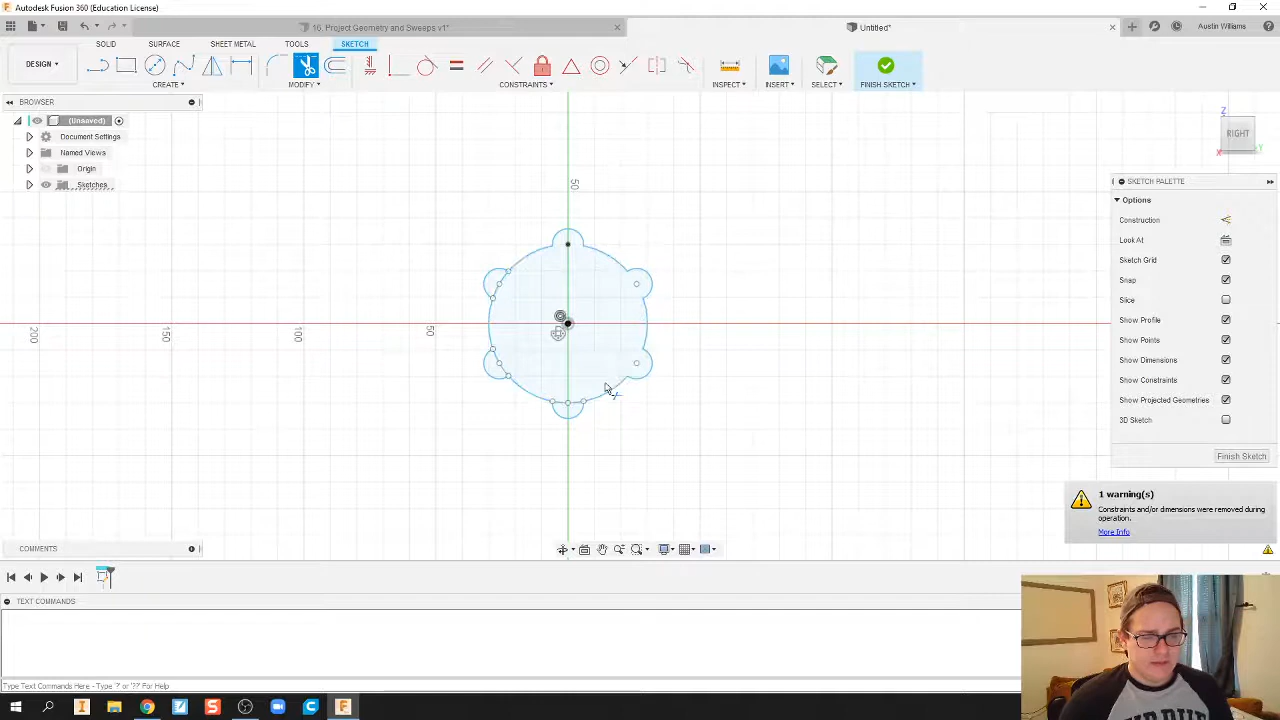 Autodesk Fusion 360 (Education License)
16. Project Geometry and Sweeps v1*
Untitled*
Austin Williams
SOLID SURFACE SHEET METAL TOOLS SKETCH
DESIGN
CREATE MODIFY CONSTRAINTS INSPECT INSERT SELECT FINISH SKETCH
BROWSER
(Unsaved)
Document Settings
Named Views
Origin
Sketches
Z
RIGHT
X
Y
SKETCH PALETTE
Options
Construction
Look At
Sketch Grid
Snap
Slice
Show Profile
Show Points
Show Dimensions
Show Constraints
Show Projected Geometries
3D Sketch
Finish Sketch
50
200 150 100 50
1 warning(s)
Constraints and/or dimensions were removed during
operation.
More Info
COMMENTS
TEXT COMMANDS
Type Text Commands Here - Type ? or ?? For Help